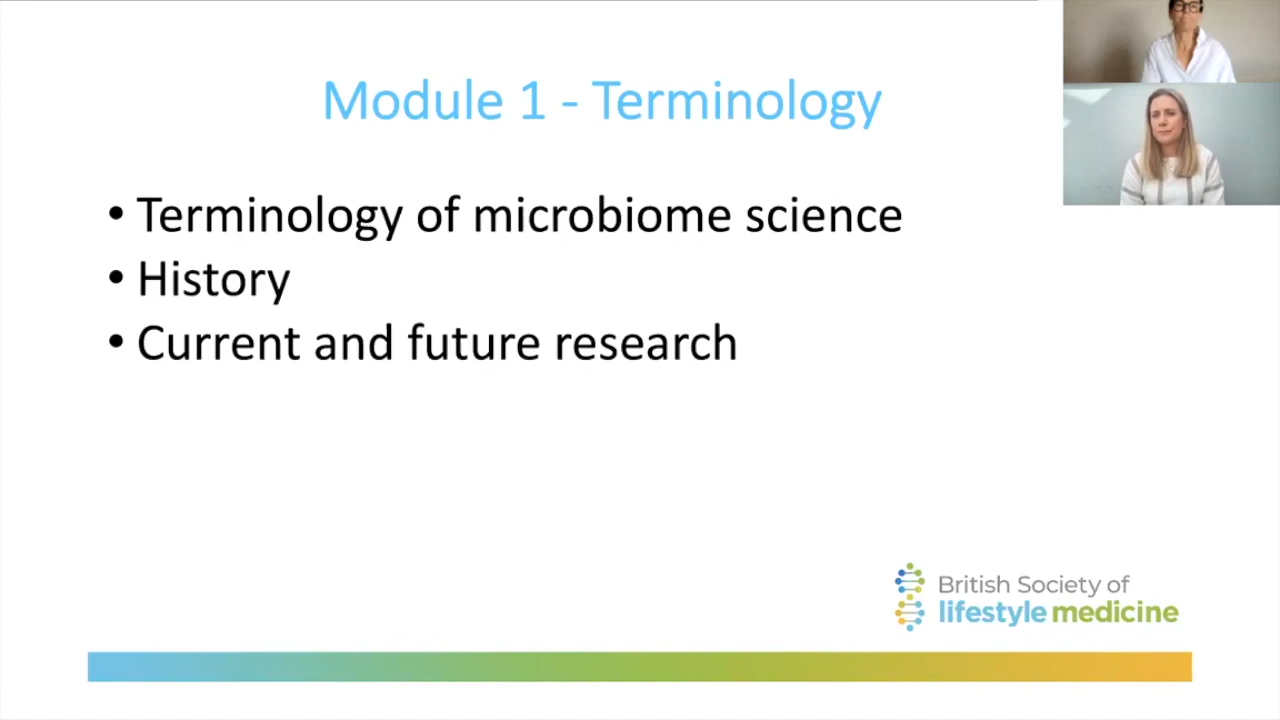 Module 1 - Terminology
• Terminology of microbiome science
• History
• Current and future research
British Society of
lifestyle medicine